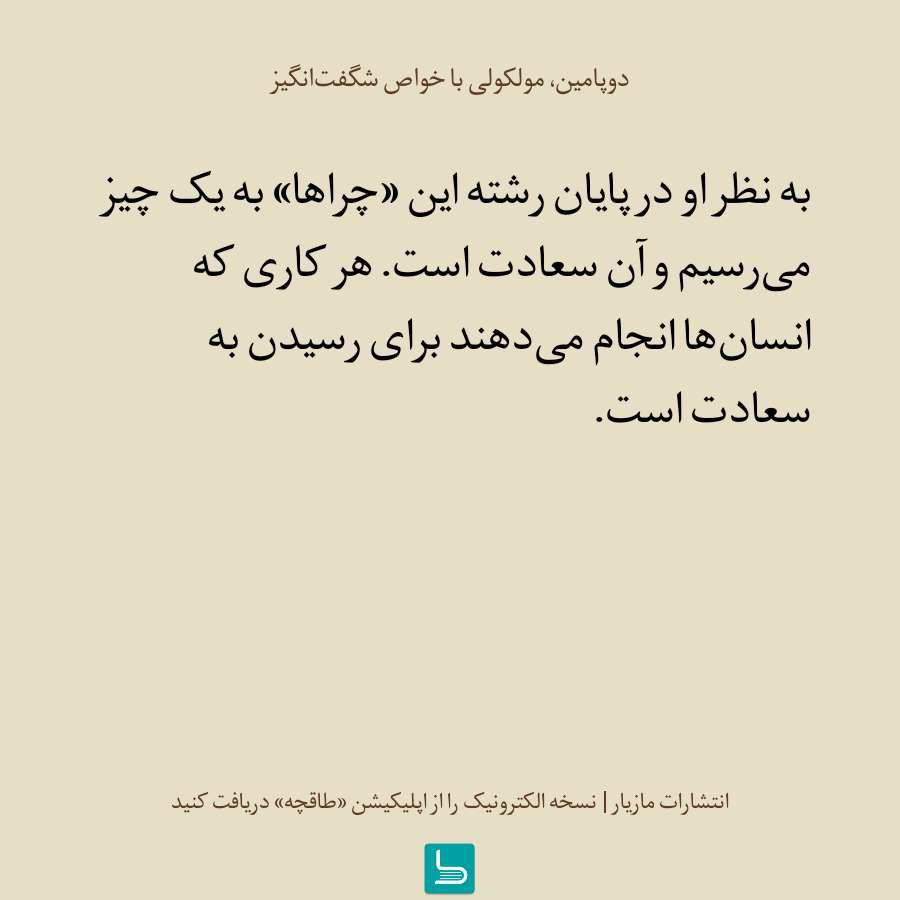 دوپامین، مولکولی با خواص شگفت‌انگیز
به نظر او در پایان رشته این «چراها» به یک چیز
می‌رسیم و آن سعادت است. هر کاری که
انسان‌ها انجام می‌دهند برای رسیدن به
سعادت است.
انتشارات مازیار | نسخه الکترونیک را از اپلیکیشن «طاقچه» دریافت کنید